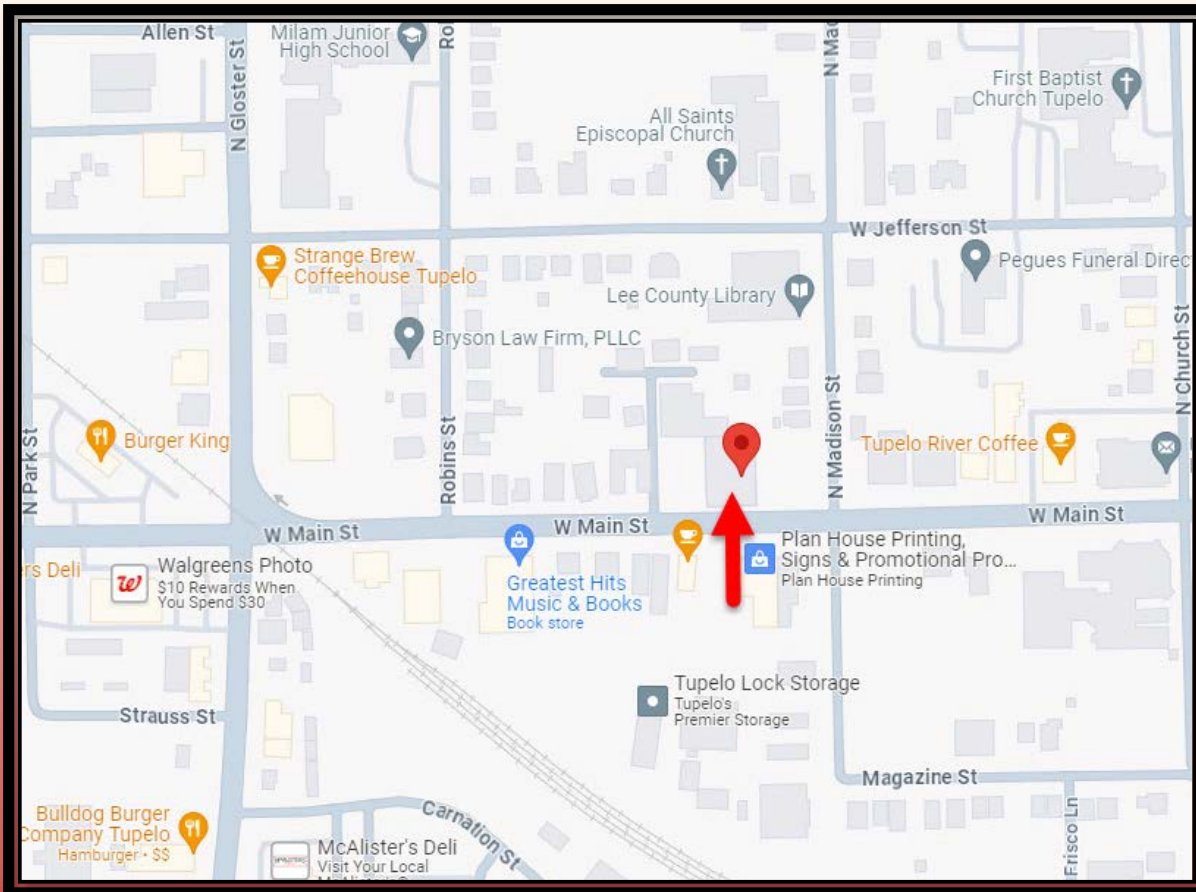 Allen St
Milam Junior
High School
N Gloster St
All Saints
Episcopal Church
First Baptist
Church Tupelo
W Jefferson St
Strange Brew
Coffeehouse Tupelo
Lee County Library
Pegues Funeral Direc
Bryson Law Firm, PLLC
N Church St
N Madison St
Robins St
N Park St
Burger King
Tupelo River Coffee
W Main St
W Main St
W Main St
Plan House Printing,
Signs & Promotional Pro...
Plan House Printing
rs Deli
Walgreens Photo
$10 Rewards When
You Spend $30
Greatest Hits
Music & Books
Book store
Tupelo Lock Storage
Tupelo's
Premier Storage
Strauss St
Magazine St
Carnation St
Frisco Ln
Bulldog Burger
Company Tupelo
Hamburger · $$
McAlister's Deli
Visit Your Local